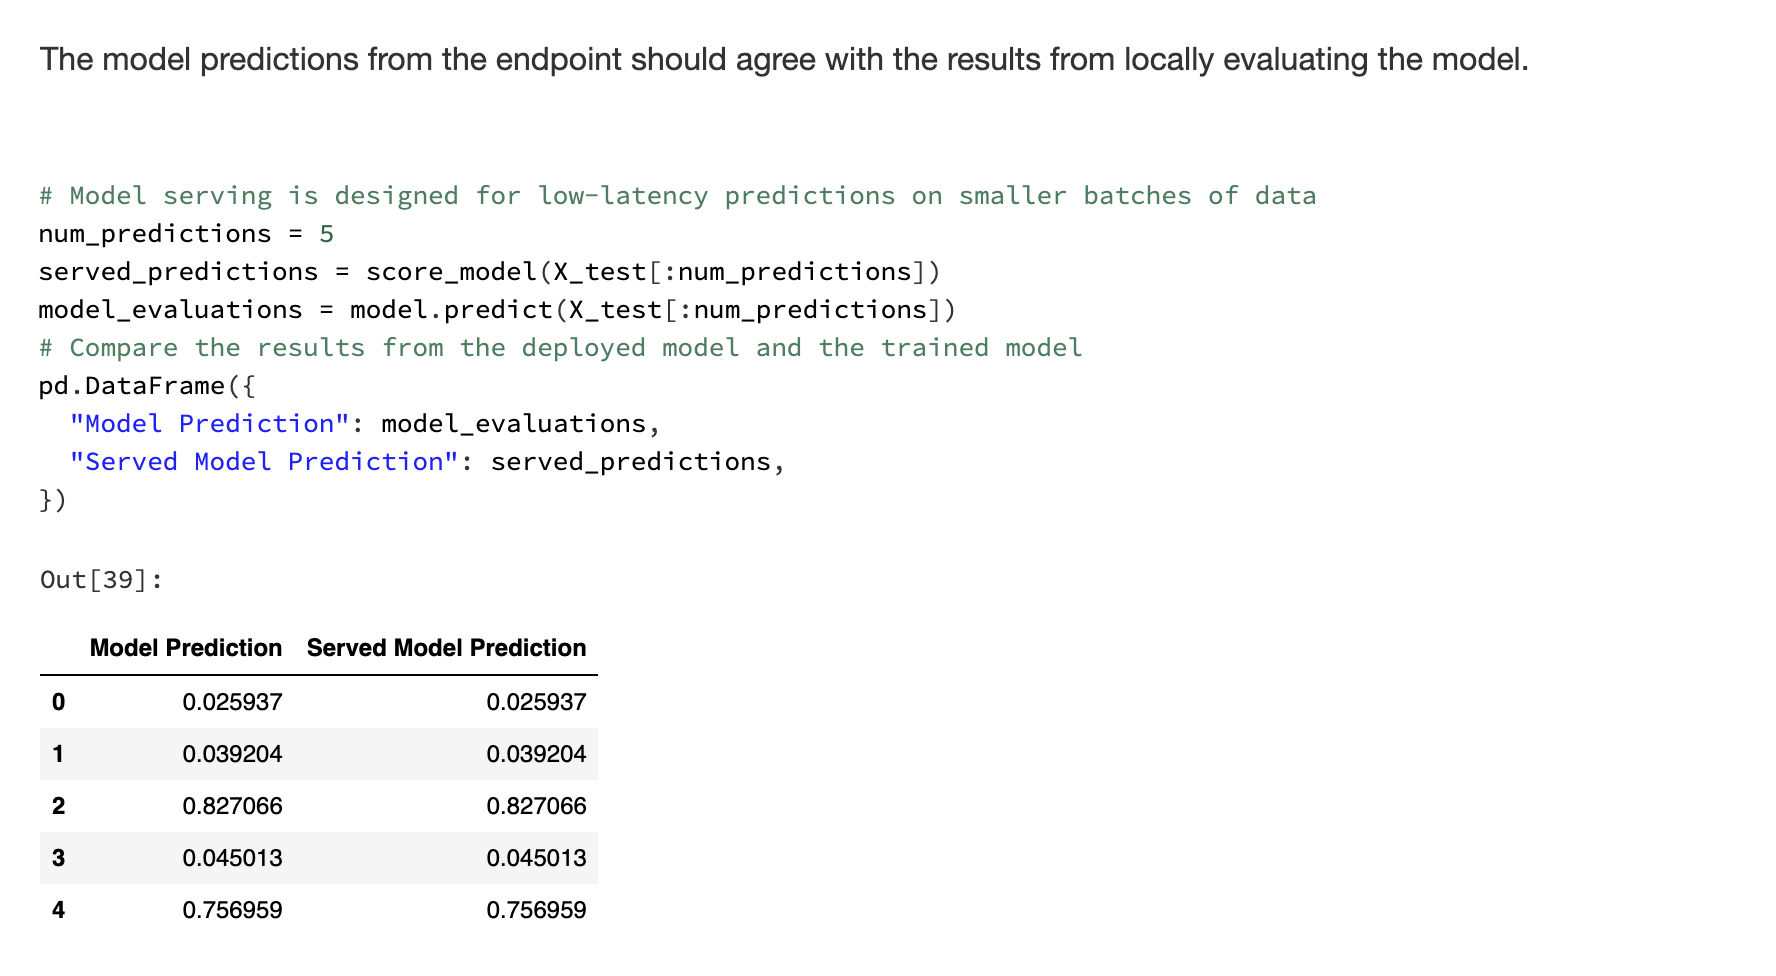 The model predictions from the endpoint should agree with the results from locally evaluating the model.
# Model serving is designed for low-latency predictions on smaller batches of data
num_predictions = 5
served_predictions = score_model(X_test[:num_predictions])
model_evaluations = model.predict(X_test[:num_predictions])
# Compare the results from the deployed model and the trained model
pd.DataFrame({
  "Model Prediction": model_evaluations,
  "Served Model Prediction": served_predictions,
})
Out[39]:
Model Prediction Served Model Prediction
0 0.025937 0.025937
1 0.039204 0.039204
2 0.827066 0.827066
3 0.045013 0.045013
4 0.756959 0.756959